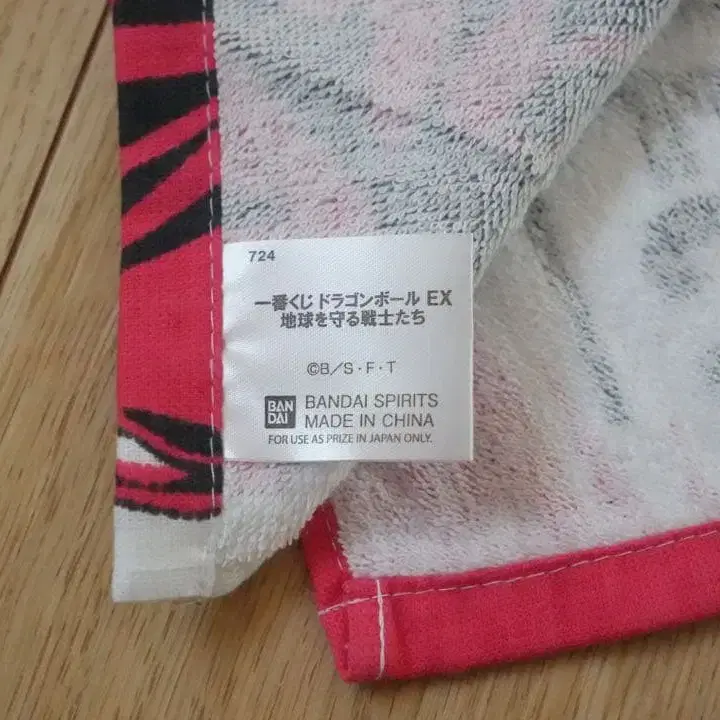 724
一番くじ ドラゴンボール EX
地球を守る戦士たち
©B/S・F・T
BAN
DAI
BANDAI SPIRITS
MADE IN CHINA
FOR USE AS PRIZE IN JAPAN ONLY.